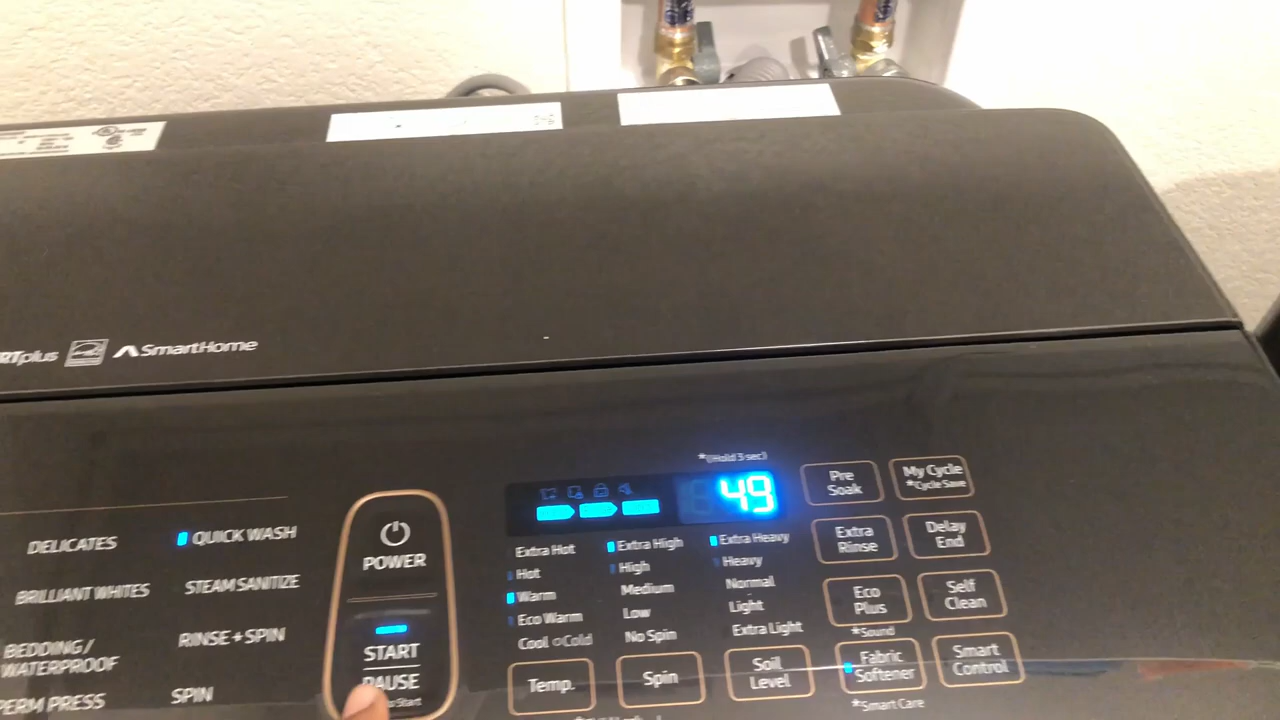 RTplus
SmartHome
*(Hold 3 sec)
49
DELICATES
QUICK WASH
BRILLIANT WHITES
STEAM SANITIZE
BEDDING /
WATERPROOF
RINSE + SPIN
PERM PRESS
SPIN
POWER
START
PAUSE
Extra Hot
Hot
Warm
Eco Warm
Cool Cold
Temp.
Extra High
High
Medium
Low
No Spin
Spin
Extra Heavy
Heavy
Normal
Light
Extra Light
Soil
Level
Pre
Soak
My Cycle
*Cycle Save
Extra
Rinse
Delay
End
Eco
Plus
*Sound
Self
Clean
Fabric
Softener
*Smart Care
Smart
Control